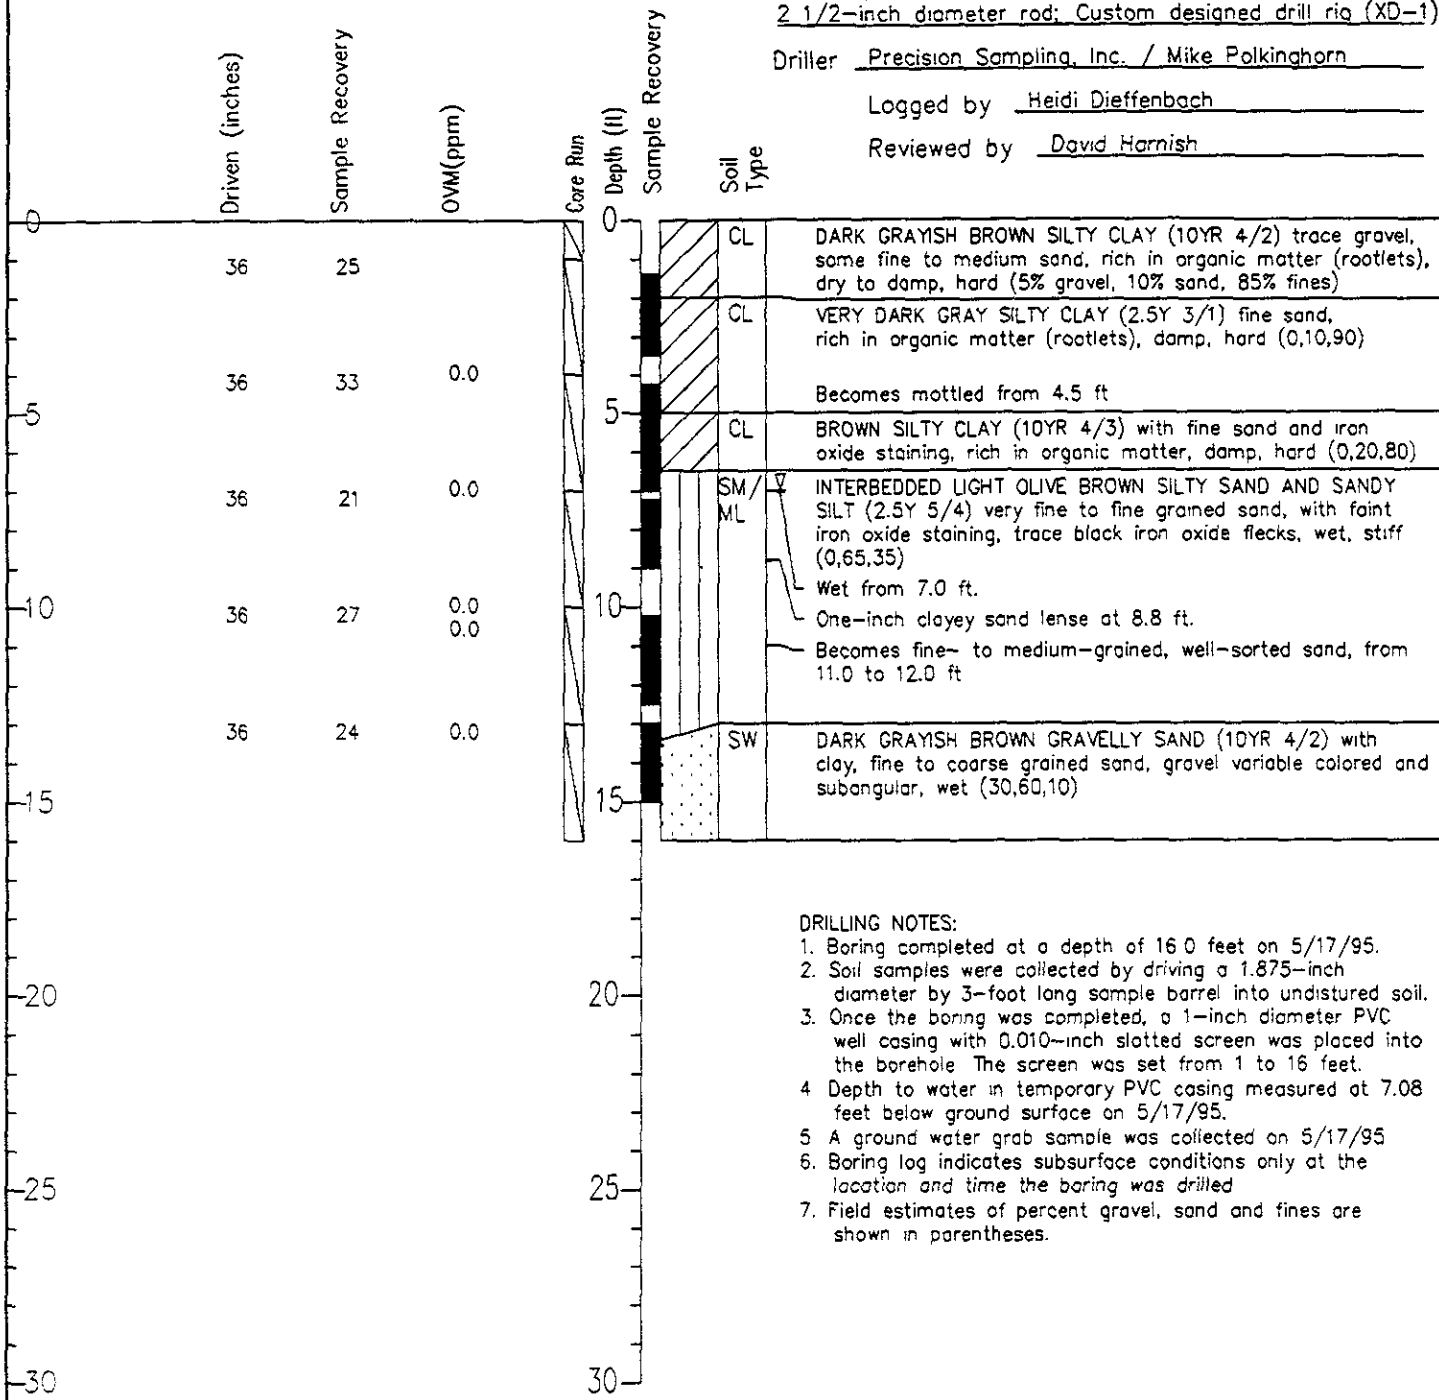 2 1/2-inch diameter rod; Custom designed drill rig (XD-1)
Driller Precision Sampling, Inc. / Mike Polkinghorn
Logged by Heidi Dieffenbach
Reviewed by David Harnish
Driven (inches)
Sample Recovery
OVM(ppm)
Core Run
Depth (ft)
Sample Recovery
Soil Type
0
0
CL
DARK GRAYISH BROWN SILTY CLAY (10YR 4/2) trace gravel,
some fine to medium sand, rich in organic matter (rootlets),
dry to damp, hard (5% gravel, 10% sand, 85% fines)
36 25
CL
VERY DARK GRAY SILTY CLAY (2.5Y 3/1) fine sand,
rich in organic matter (rootlets), damp, hard (0,10,90)
36 33 0.0
Becomes mottled from 4.5 ft
5
5
CL
BROWN SILTY CLAY (10YR 4/3) with fine sand and iron
oxide staining, rich in organic matter, damp, hard (0,20,80)
36 21 0.0
SM/
ML
INTERBEDDED LIGHT OLIVE BROWN SILTY SAND AND SANDY
SILT (2.5Y 5/4) very fine to fine grained sand, with faint
iron oxide staining, trace black iron oxide flecks, wet, stiff
(0,65,35)
Wet from 7.0 ft.
10
10
36 27 0.0
0.0
One-inch clayey sand lense at 8.8 ft.
Becomes fine- to medium-grained, well-sorted sand, from
11.0 to 12.0 ft
36 24 0.0
SW
DARK GRAYISH BROWN GRAVELLY SAND (10YR 4/2) with
clay, fine to coarse grained sand, gravel variable colored and
subangular, wet (30,60,10)
15
15
DRILLING NOTES:
1. Boring completed at a depth of 16 0 feet on 5/17/95.
2. Soil samples were collected by driving a 1.875-inch
diameter by 3-foot long sample barrel into undistured soil.
3. Once the boring was completed, a 1-inch diameter PVC
well casing with 0.010-inch slotted screen was placed into
the borehole The screen was set from 1 to 16 feet.
4 Depth to water in temporary PVC casing measured at 7.08
feet below ground surface on 5/17/95.
5 A ground water grab sample was collected on 5/17/95
6. Boring log indicates subsurface conditions only at the
location and time the boring was drilled
7. Field estimates of percent gravel, sand and fines are
shown in parentheses.
20
20
25
25
30
30